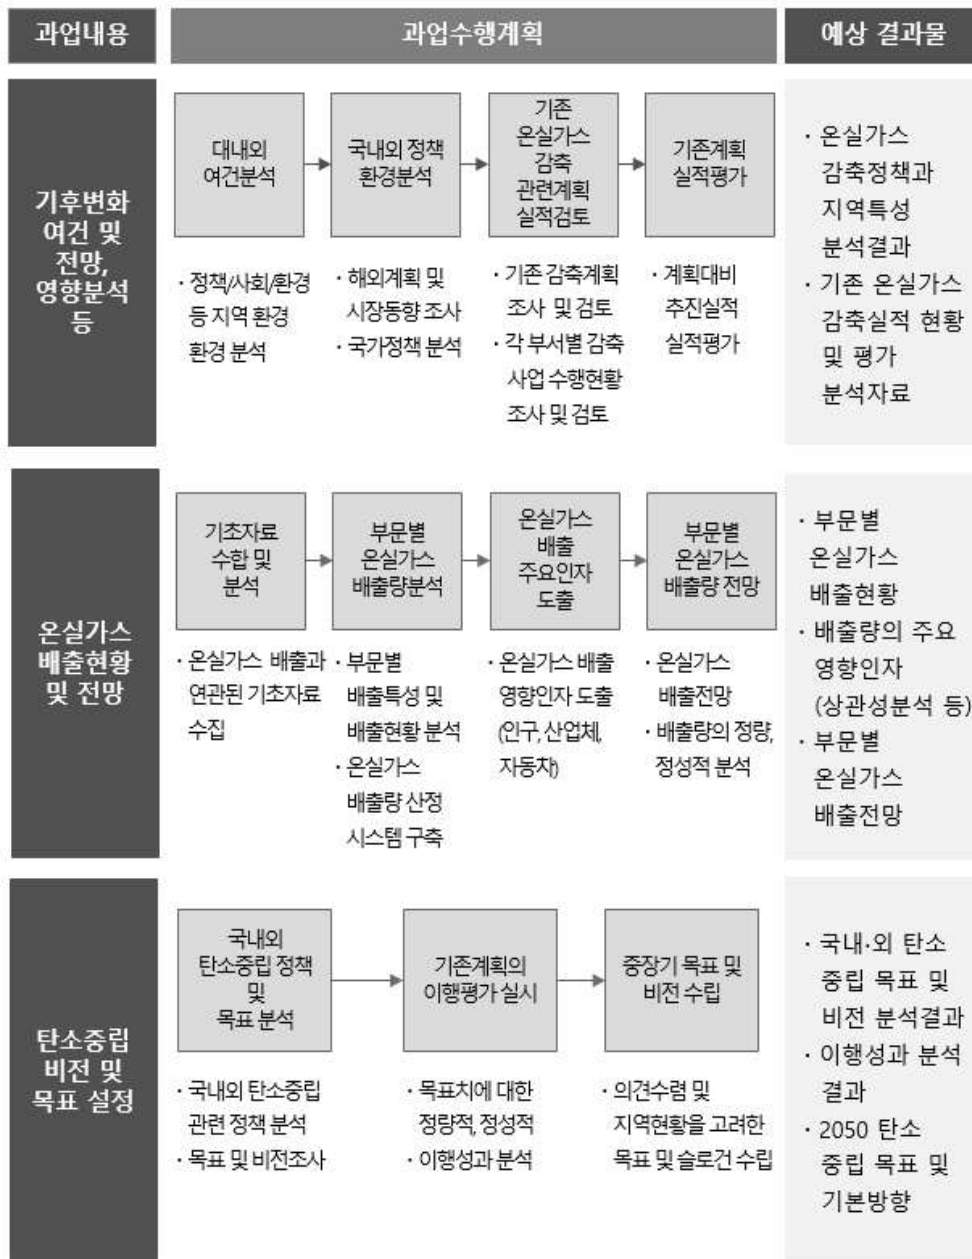 과업내용
과업수행계획
예상 결과물
기후변화
여건 및
전망,
영향분석
등
대내외
여건분석
국내외 정책
환경분석
기존
온실가스
감축
관련계획
실적검토
기존계획
실적평가
· 정책/사회/환경
등 지역 환경
환경 분석
· 해외계획 및
시장동향 조사
· 국가정책 분석
· 기존 감축계획
조사 및 검토
· 각 부서별 감축
사업 수행현황
조사 및 검토
· 계획대비
추진실적
실적평가
· 온실가스
감축정책과
지역특성
분석결과
· 기존 온실가스
감축실적 현황
및 평가
분석자료
온실가스
배출현황
및 전망
기초자료
수합 및
분석
부문별
온실가스
배출량분석
온실가스
배출
주요인자
도출
부문별
온실가스
배출량 전망
· 온실가스 배출과
연관된 기초자료
수집
· 부문별
배출특성 및
배출현황 분석
· 온실가스
배출량 산정
시스템 구축
· 온실가스 배출
영향인자 도출
(인구, 산업체,
자동차)
· 온실가스
배출전망
· 배출량의 정량,
정성적 분석
· 부문별
온실가스
배출현황
· 배출량의 주요
영향인자
(상관성분석 등)
· 부문별
온실가스
배출전망
탄소중립
비전 및
목표 설정
국내외
탄소중립 정책
및
목표 분석
기존계획의
이행평가 실시
중장기 목표 및
비전 수립
· 국내외 탄소중립
관련 정책 분석
· 목표 및 비전조사
· 목표치에 대한
정량적, 정성적
· 이행성과 분석
· 의견수렴 및
지역현황을 고려한
목표 및 슬로건 수립
· 국내·외 탄소
중립 목표 및
비전 분석결과
· 이행성과 분석
결과
· 2050 탄소
중립 목표 및
기본방향